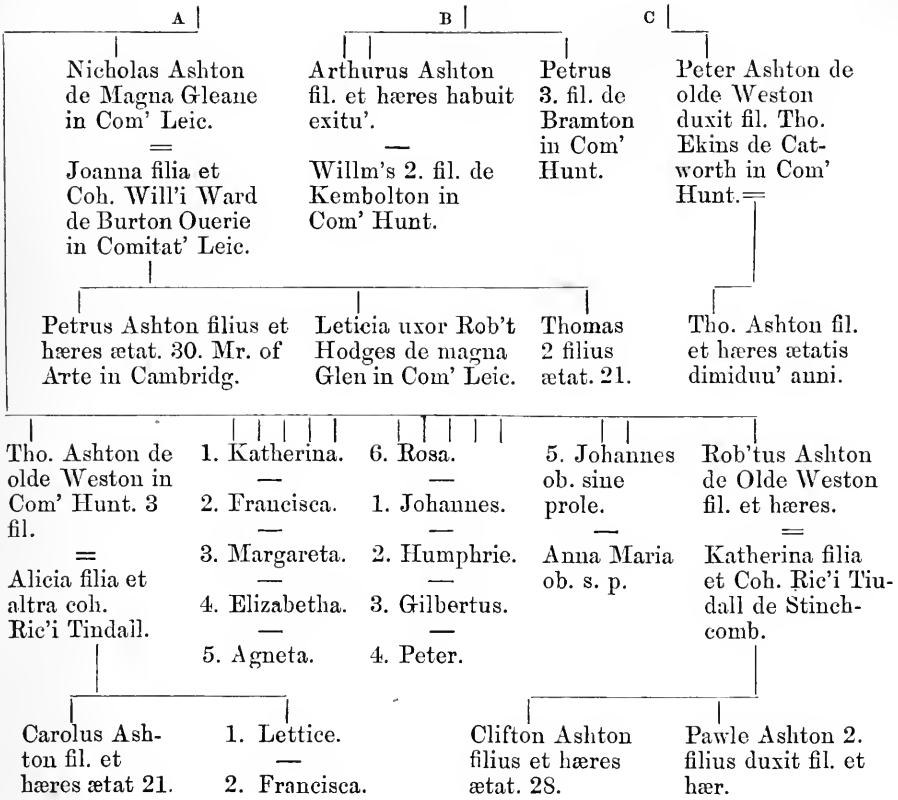 A B C
Nicholas Ashton
de Magna Gleane
in Com' Leic.
=
Joanna filia et
Coh. Will'i Ward
de Burton Ouerie
in Comitat' Leic.
Arthurus Ashton
fil. et hæres habuit
exitu'.
—
Willm's 2. fil. de
Kembolton in
Com' Hunt.
Petrus
3. fil. de
Bramton
in Com'
Hunt.
Peter Ashton de
olde Weston
duxit fil. Tho.
Ekins de Cat-
worth in Com'
Hunt.=
Petrus Ashton filius et
hæres ætat. 30. Mr. of
Arte in Cambridg.
Leticia uxor Rob't
Hodges de magna
Glen in Com' Leic.
Thomas
2 filius
ætat. 21.
Tho. Ashton fil.
et hæres ætatis
dimiduu' anni.
Tho. Ashton de
olde Weston in
Com' Hunt. 3
fil.
=
Alicia filia et
altra coh.
Ric'i Tindall.
1. Katherina.
—
2. Francisca.
—
3. Margareta.
—
4. Elizabetha.
—
5. Agneta.
6. Rosa.
—
1. Johannes.
—
2. Humphrie.
—
3. Gilbertus.
—
4. Peter.
5. Johannes
ob. sine
prole.
—
Anna Maria
ob. s. p.
Rob'tus Ashton
de Olde Weston
fil. et hæres.
=
Katherina filia
et Coh. Ric'i Tin-
dall de Stinch-
comb.
Carolus Ash-
ton fil. et
hæres ætat 21.
1. Lettice.
—
2. Francisca.
Clifton Ashton
filius et hæres
ætat. 28.
Pawle Ashton 2.
filius duxit fil. et
hær.